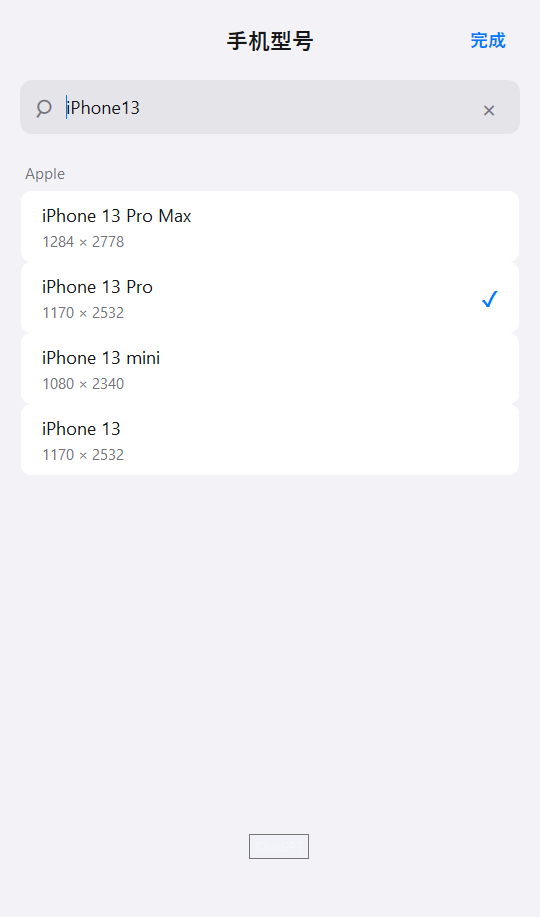 手机型号
完成
iPhone13
Apple
iPhone 13 Pro Max
1284 × 2778
iPhone 13 Pro
1170 × 2532
iPhone 13 mini
1080 × 2340
iPhone 13
1170 × 2532